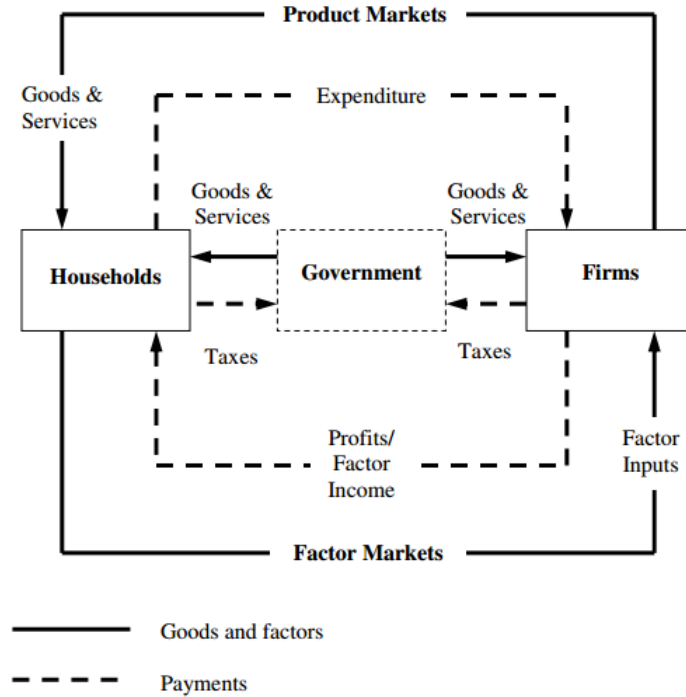 Product Markets
Goods &
Services
Expenditure
Goods &
Services
Goods &
Services
Households
Government
Firms
Taxes
Taxes
Profits/
Factor
Income
Factor
Inputs
Factor Markets
Goods and factors
Payments